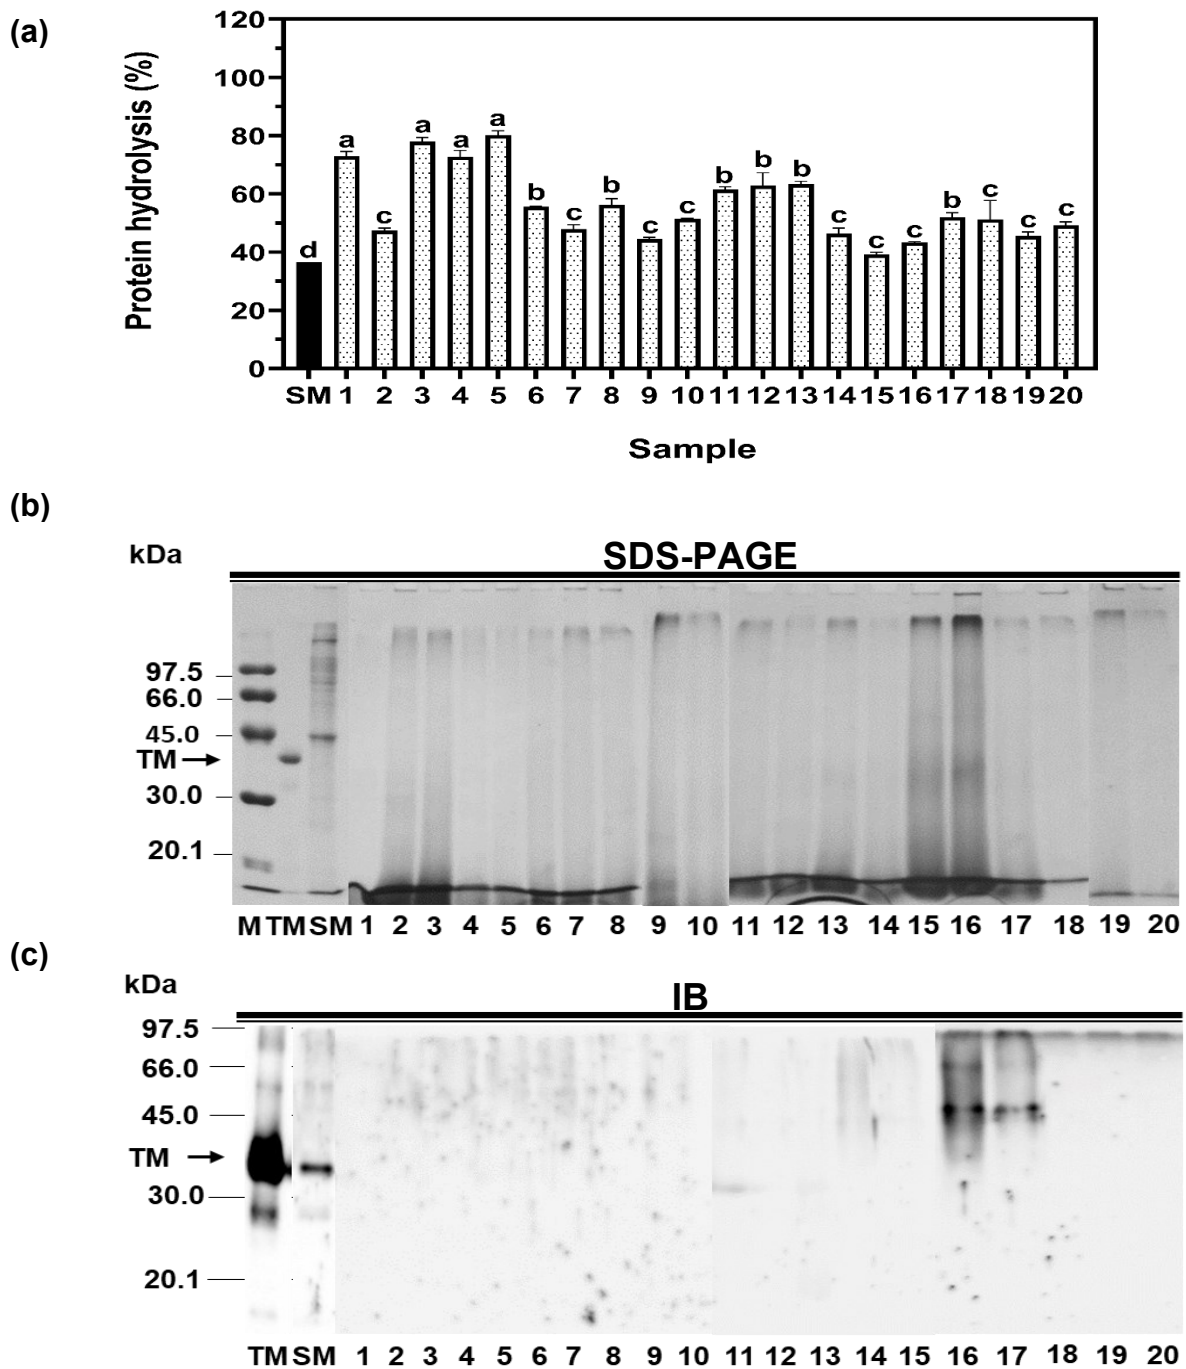 (a)
Protein hydrolysis (%)
120
100
80
60
40
20
0
d a c a a a b c b c c b b b c c c b c c c
SM 1 2 3 4 5 6 7 8 9 10 11 12 13 14 15 16 17 18 19 20
Sample
(b)
kDa
SDS-PAGE
97.5
66.0
45.0
TM
30.0
20.1
M TM SM 1 2 3 4 5 6 7 8 9 10 11 12 13 14 15 16 17 18 19 20
(c)
kDa
IB
97.5
66.0
45.0
TM
30.0
20.1
TM SM 1 2 3 4 5 6 7 8 9 10 11 12 13 14 15 16 17 18 19 20